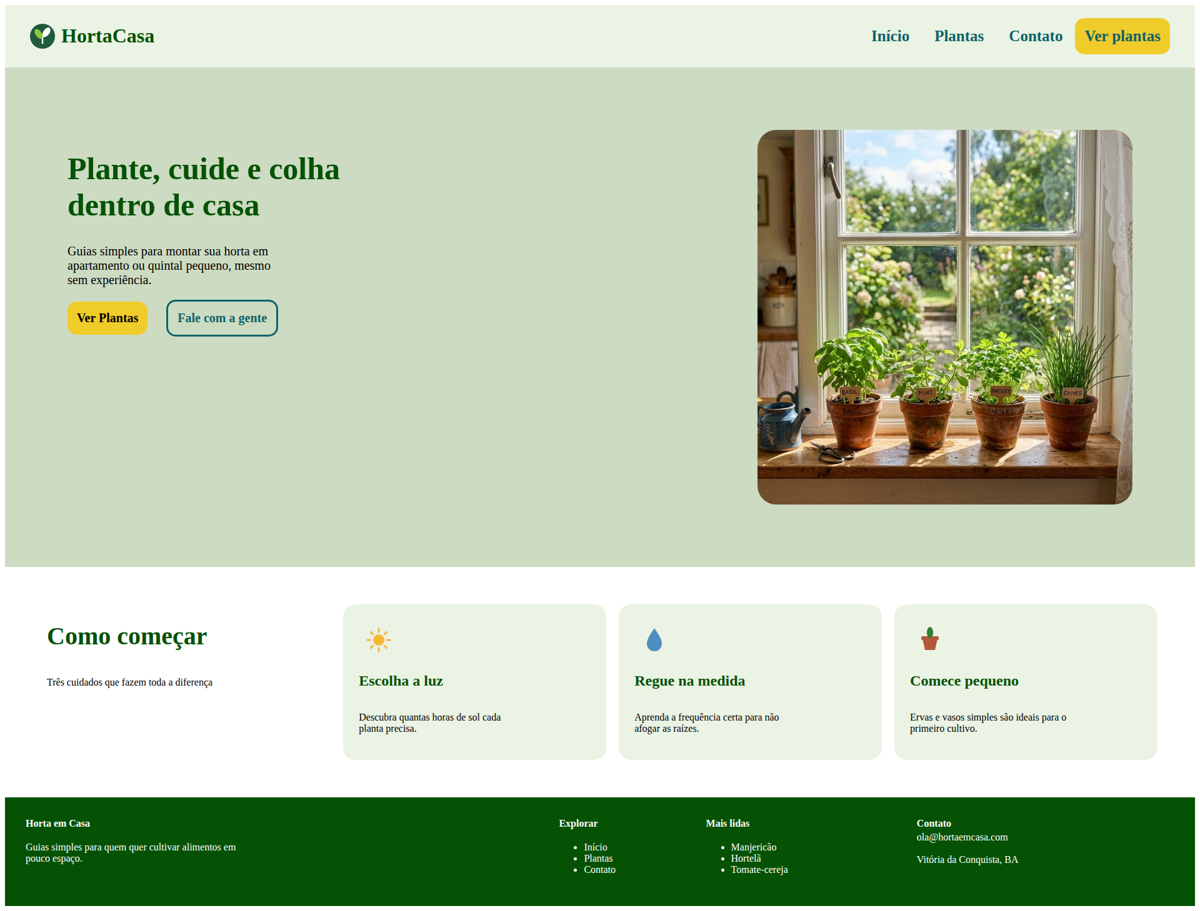 HortaCasa
Início
Plantas
Contato
Ver plantas
Plante, cuide e colha
dentro de casa
Guias simples para montar sua horta em
apartamento ou quintal pequeno, mesmo
sem experiência.
Ver Plantas
Fale com a gente
BASIL
MINT
PARSLEY
CHIVES
Como começar
Três cuidados que fazem toda a diferença
Escolha a luz
Descubra quantas horas de sol cada
planta precisa.
Regue na medida
Aprenda a frequência certa para não
afogar as raízes.
Comece pequeno
Ervas e vasos simples são ideais para o
primeiro cultivo.
Horta em Casa
Guias simples para quem quer cultivar alimentos em
pouco espaço.
Explorar
Início
Plantas
Contato
Mais lidas
Manjericão
Hortelã
Tomate-cereja
Contato
ola@hortaemcasa.com
Vitória da Conquista, BA